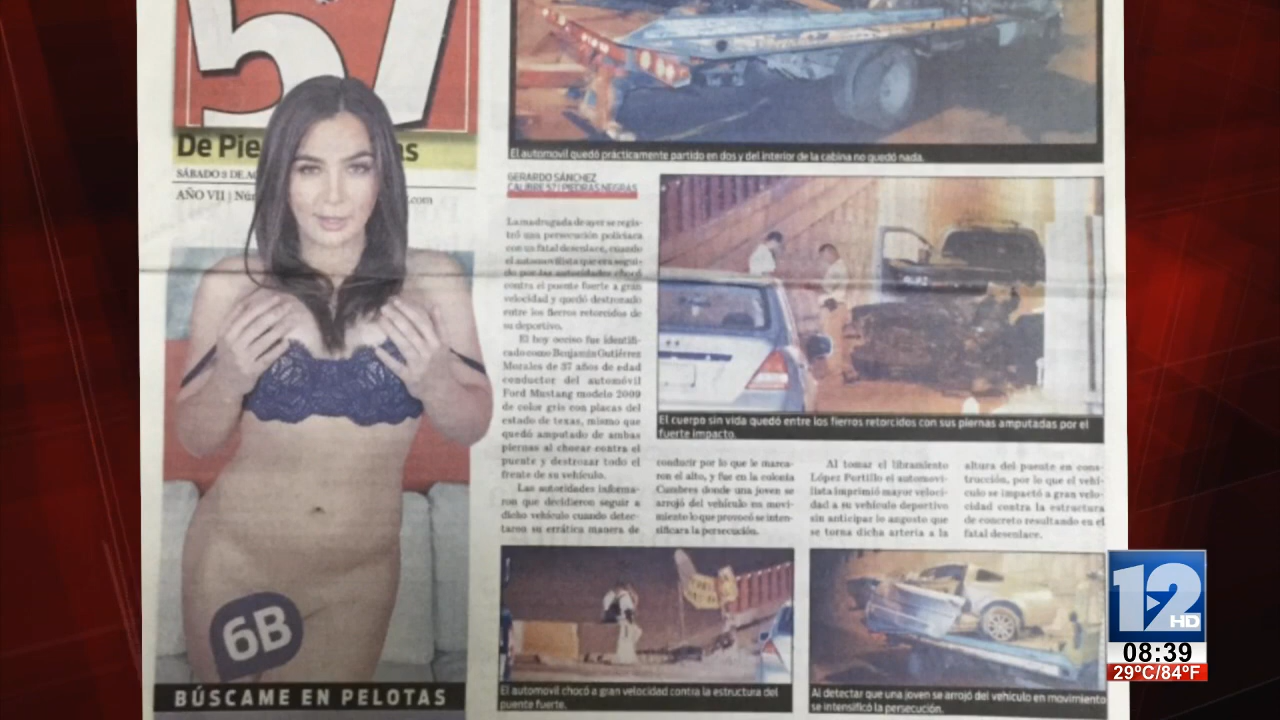 57
De Pie as
SÁBADO 9 DE A
AÑO VII | Nú .com
6B
BÚSCAME EN PELOTAS
El automovil quedó prácticamente partido en dos y del interior de la cabina no quedó nada.
GERARDO SÁNCHEZ
CALIBRE 57 | PIEDRAS NEGRAS
La madrugada de ayer se regis-
tró una persecución policiaca
con un fatal desenlace, cuando
el automovilista que era segui-
do por las autoridades chocó
contra el puente fuerte a gran
velocidad y quedó destrozado
entre los fierros retorcidos de
su deportivo.
El hoy occiso fue identifi-
cado como Benjamín Gutiérrez
Morales de 37 años de edad
conductor del automóvil
Ford Mustang modelo 2009
de color gris con placas del
estado de texas, mismo que
quedó amputado de ambas
piernas al chocar contra el
puente y destrozar todo el
frente de su vehículo.
Las autoridades informa-
ron que decidieron seguir a
dicho vehículo cuando detec-
taron su errática manera de
El cuerpo sin vida quedó entre los fierros retorcidos con sus piernas amputadas por el
fuerte impacto.
conducir por lo que le marca-
ron el alto, y fue en la colonia
Cumbres donde una joven se
arrojó del vehículo en movi-
miento lo que provocó se inten-
sificara la persecución.
Al tomar el libramiento
López Portillo el automovi-
lista imprimió mayor veloci-
dad a su vehículo deportivo
sin anticipar lo angosto que
se torna dicha arteria a la
altura del puente en cons-
trucción, por lo que el vehí-
culo se impactó a gran velo-
cidad contra la estructura
de concreto resultando en el
fatal desenlace.
El automovil chocó a gran velocidad contra la estructura del
puente fuerte.
Al detectar que una joven se arrojó del vehículo en movimiento
se intensificó la persecución.
12
HD
08:39
29°C/84°F